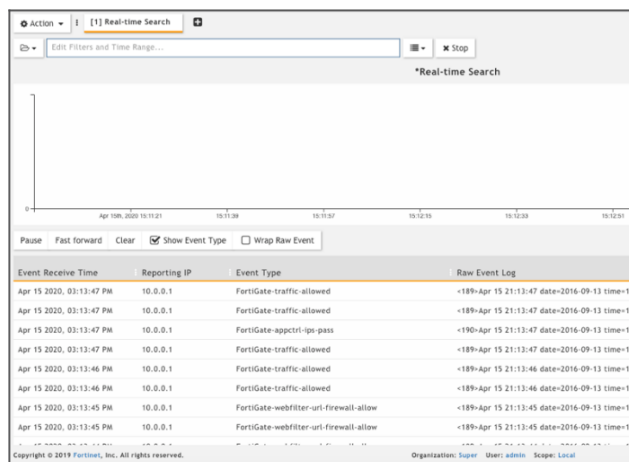 Action [1] Real-time Search
Edit Filters and Time Range... Stop
*Real-time Search
0
Apr 15th, 2020 15:11:21 15:11:39 15:11:57 15:12:15 15:12:33 15:12:51
Pause Fast forward Clear Show Event Type Wrap Raw Event
Event Receive Time Reporting IP Event Type Raw Event Log
Apr 15 2020, 03:13:47 PM 10.0.0.1 FortiGate-traffic-allowed <189>Apr 15 21:13:47 date=2016-09-13 time=1
Apr 15 2020, 03:13:47 PM 10.0.0.1 FortiGate-traffic-allowed <189>Apr 15 21:13:47 date=2016-09-13 time=1
Apr 15 2020, 03:13:47 PM 10.0.0.1 FortiGate-appctrl-ips-pass <190>Apr 15 21:13:47 date=2016-09-13 time=1
Apr 15 2020, 03:13:47 PM 10.0.0.1 FortiGate-traffic-allowed <189>Apr 15 21:13:47 date=2016-09-13 time=1
Apr 15 2020, 03:13:46 PM 10.0.0.1 FortiGate-traffic-allowed <189>Apr 15 21:13:46 date=2016-09-13 time=1
Apr 15 2020, 03:13:46 PM 10.0.0.1 FortiGate-traffic-allowed <189>Apr 15 21:13:46 date=2016-09-13 time=1
Apr 15 2020, 03:13:45 PM 10.0.0.1 FortiGate-webfilter-url-firewall-allow <189>Apr 15 21:13:45 date=2016-09-13 time=1
Apr 15 2020, 03:13:45 PM 10.0.0.1 FortiGate-webfilter-url-firewall-allow <189>Apr 15 21:13:45 date=2016-09-13 time=1
Copyright © 2019 Fortinet, Inc. All rights reserved. Organization: Super User: admin Scope: Local